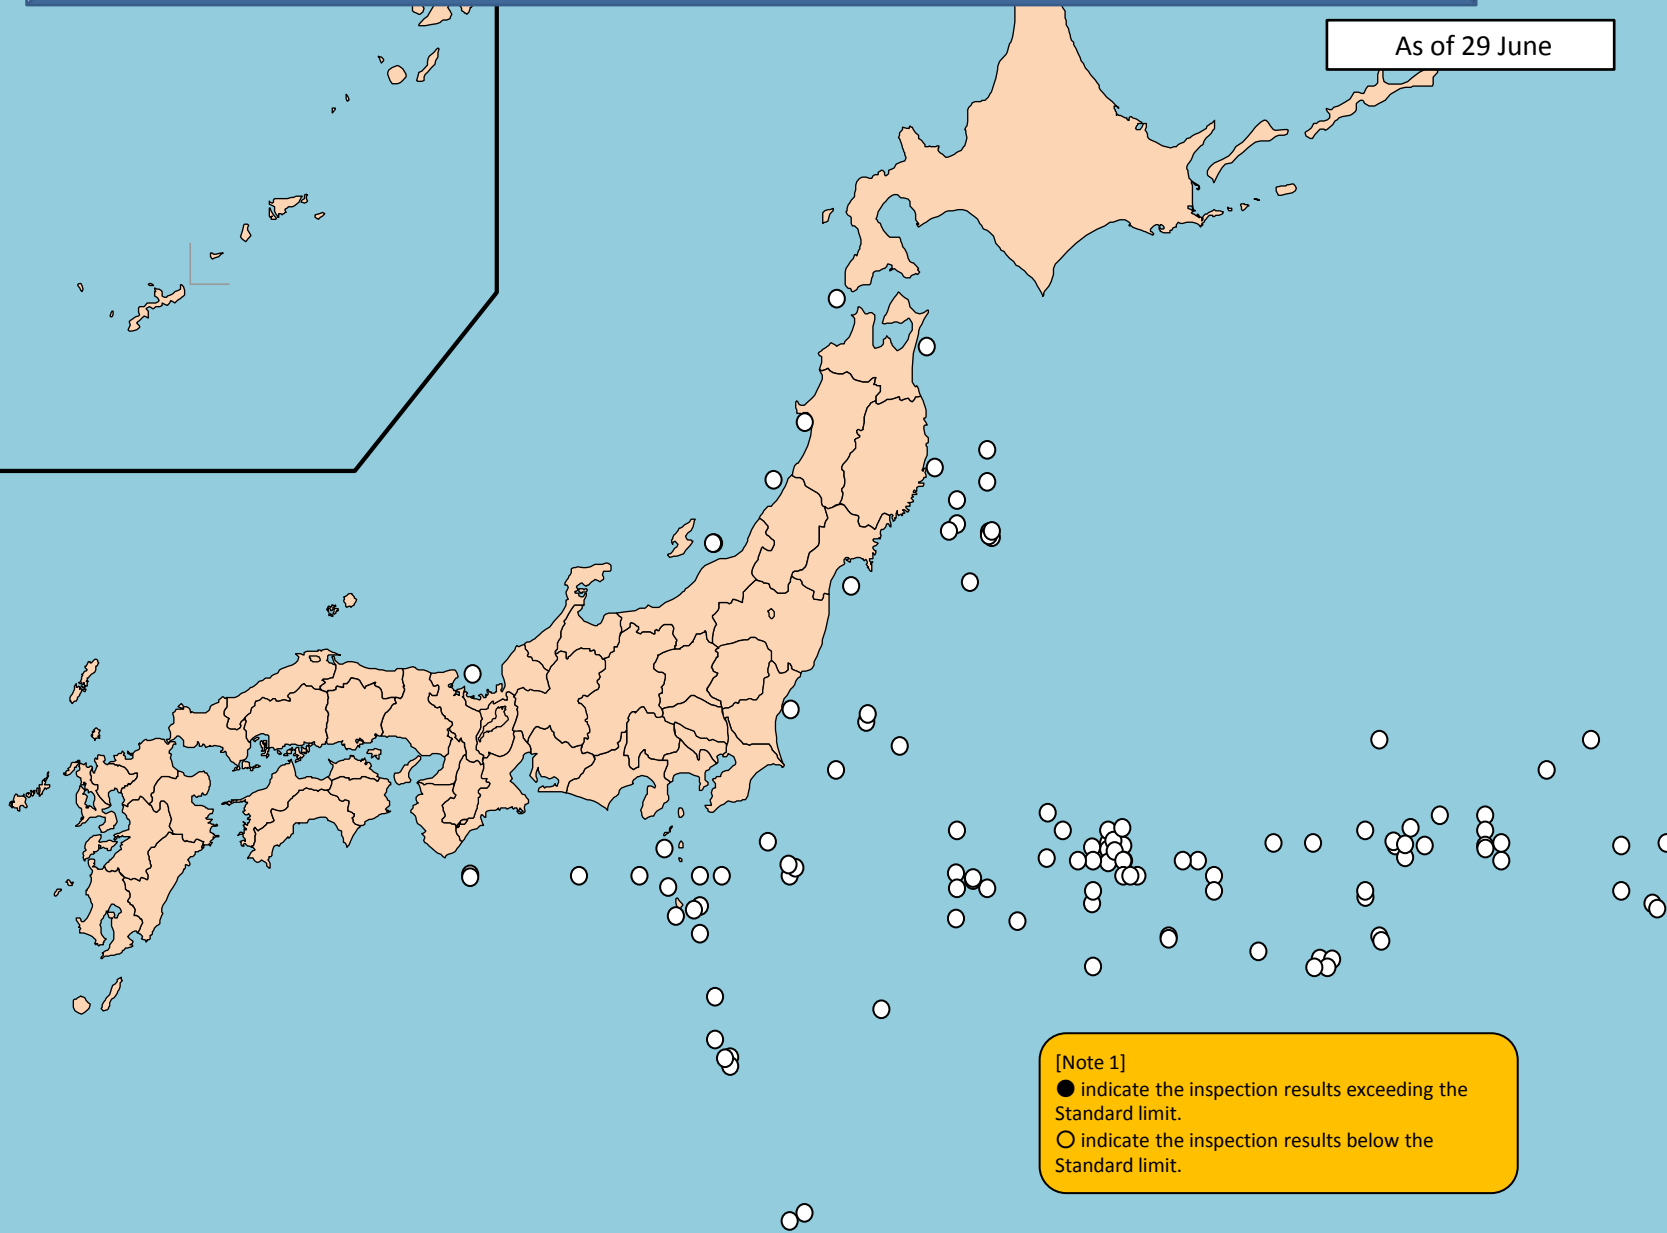 As of 29 June
[Note 1]
● indicate the inspection results exceeding the
Standard limit.
○ indicate the inspection results below the
Standard limit.